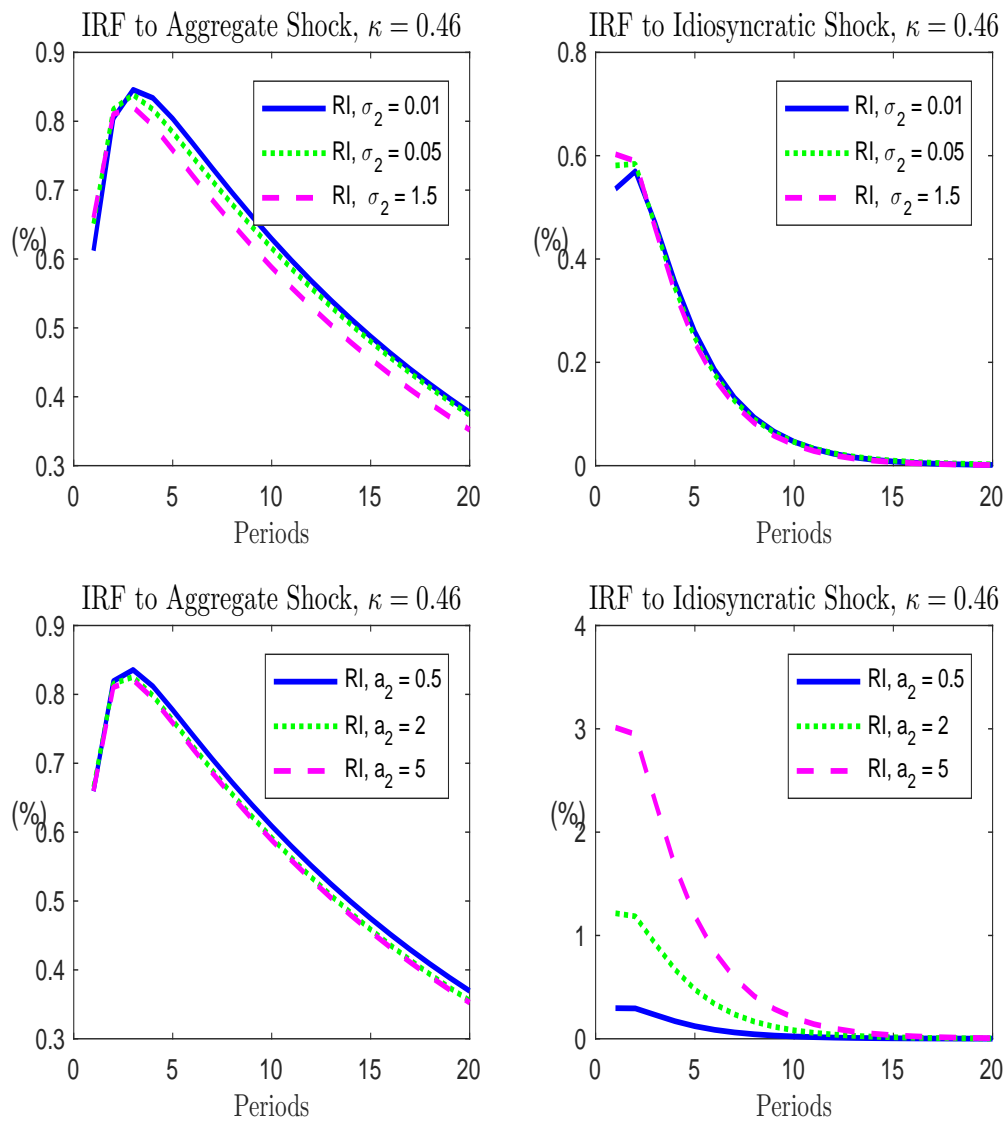 IRF to Aggregate Shock, κ = 0.46
0.9
0.8
0.7
(%)
0.6
0.5
0.4
0.3
0 5 10 15 20
Periods
RI, σ2 = 0.01
RI, σ2 = 0.05
RI, σ2 = 1.5
IRF to Idiosyncratic Shock, κ = 0.46
0.8
0.6
(%)
0.4
0.2
0
0 5 10 15 20
Periods
RI, σ2 = 0.01
RI, σ2 = 0.05
RI, σ2 = 1.5
IRF to Aggregate Shock, κ = 0.46
0.9
0.8
0.7
(%)
0.6
0.5
0.4
0.3
0 5 10 15 20
Periods
RI, a2 = 0.5
RI, a2 = 2
RI, a2 = 5
IRF to Idiosyncratic Shock, κ = 0.46
4
3
(%)
2
1
0
0 5 10 15 20
Periods
RI, a2 = 0.5
RI, a2 = 2
RI, a2 = 5